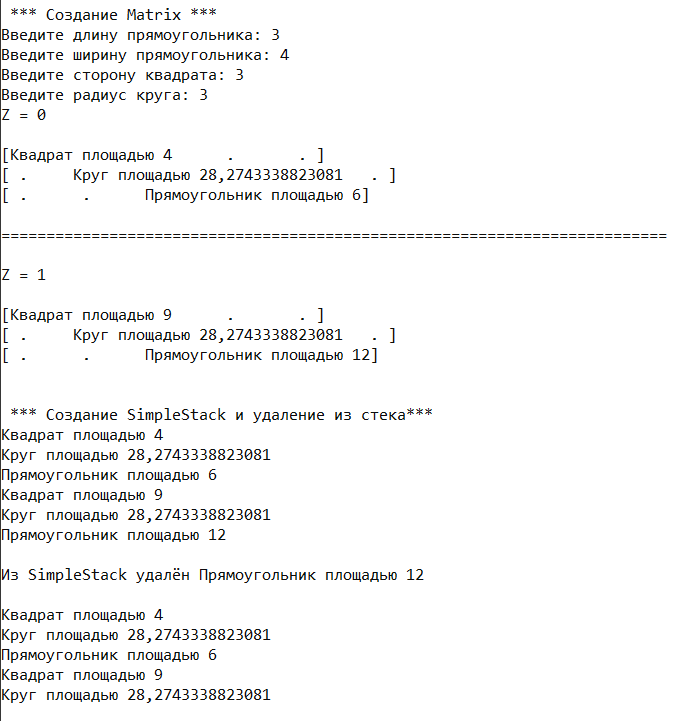 *** Создание Matrix ***
Введите длину прямоугольника: 3
Введите ширину прямоугольника: 4
Введите сторону квадрата: 3
Введите радиус круга: 3
Z = 0
[Квадрат площадью 4      .       . ]
[ .     Круг площадью 28,2743338823081   . ]
[ .      .      Прямоугольник площадью 6]
==========================================================================
Z = 1
[Квадрат площадью 9      .       . ]
[ .     Круг площадью 28,2743338823081   . ]
[ .      .      Прямоугольник площадью 12]
*** Создание SimpleStack и удаление из стека***
Квадрат площадью 4
Круг площадью 28,2743338823081
Прямоугольник площадью 6
Квадрат площадью 9
Круг площадью 28,2743338823081
Прямоугольник площадью 12
Из SimpleStack удалён Прямоугольник площадью 12
Квадрат площадью 4
Круг площадью 28,2743338823081
Прямоугольник площадью 6
Квадрат площадью 9
Круг площадью 28,2743338823081